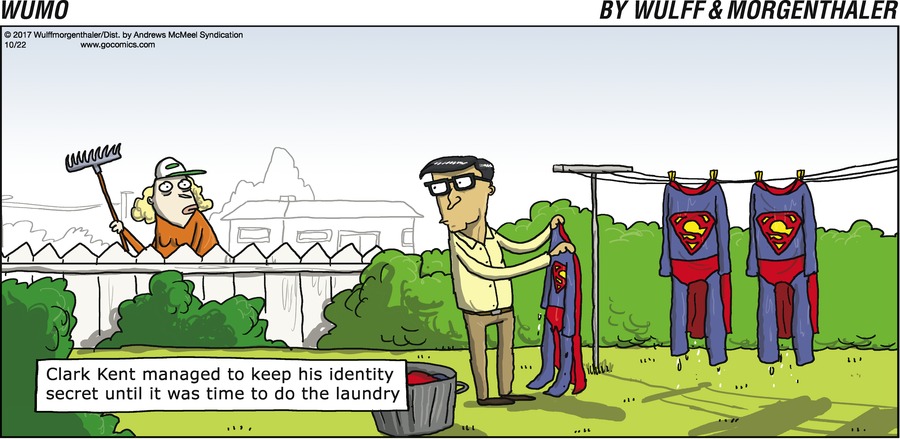 WUMO
BY WULFF & MORGENTHALER
© 2017 Wulffmorgenthaler/Dist. by Andrews McMeel Syndication
10/22 www.gocomics.com
Clark Kent managed to keep his identity
secret until it was time to do the laundry